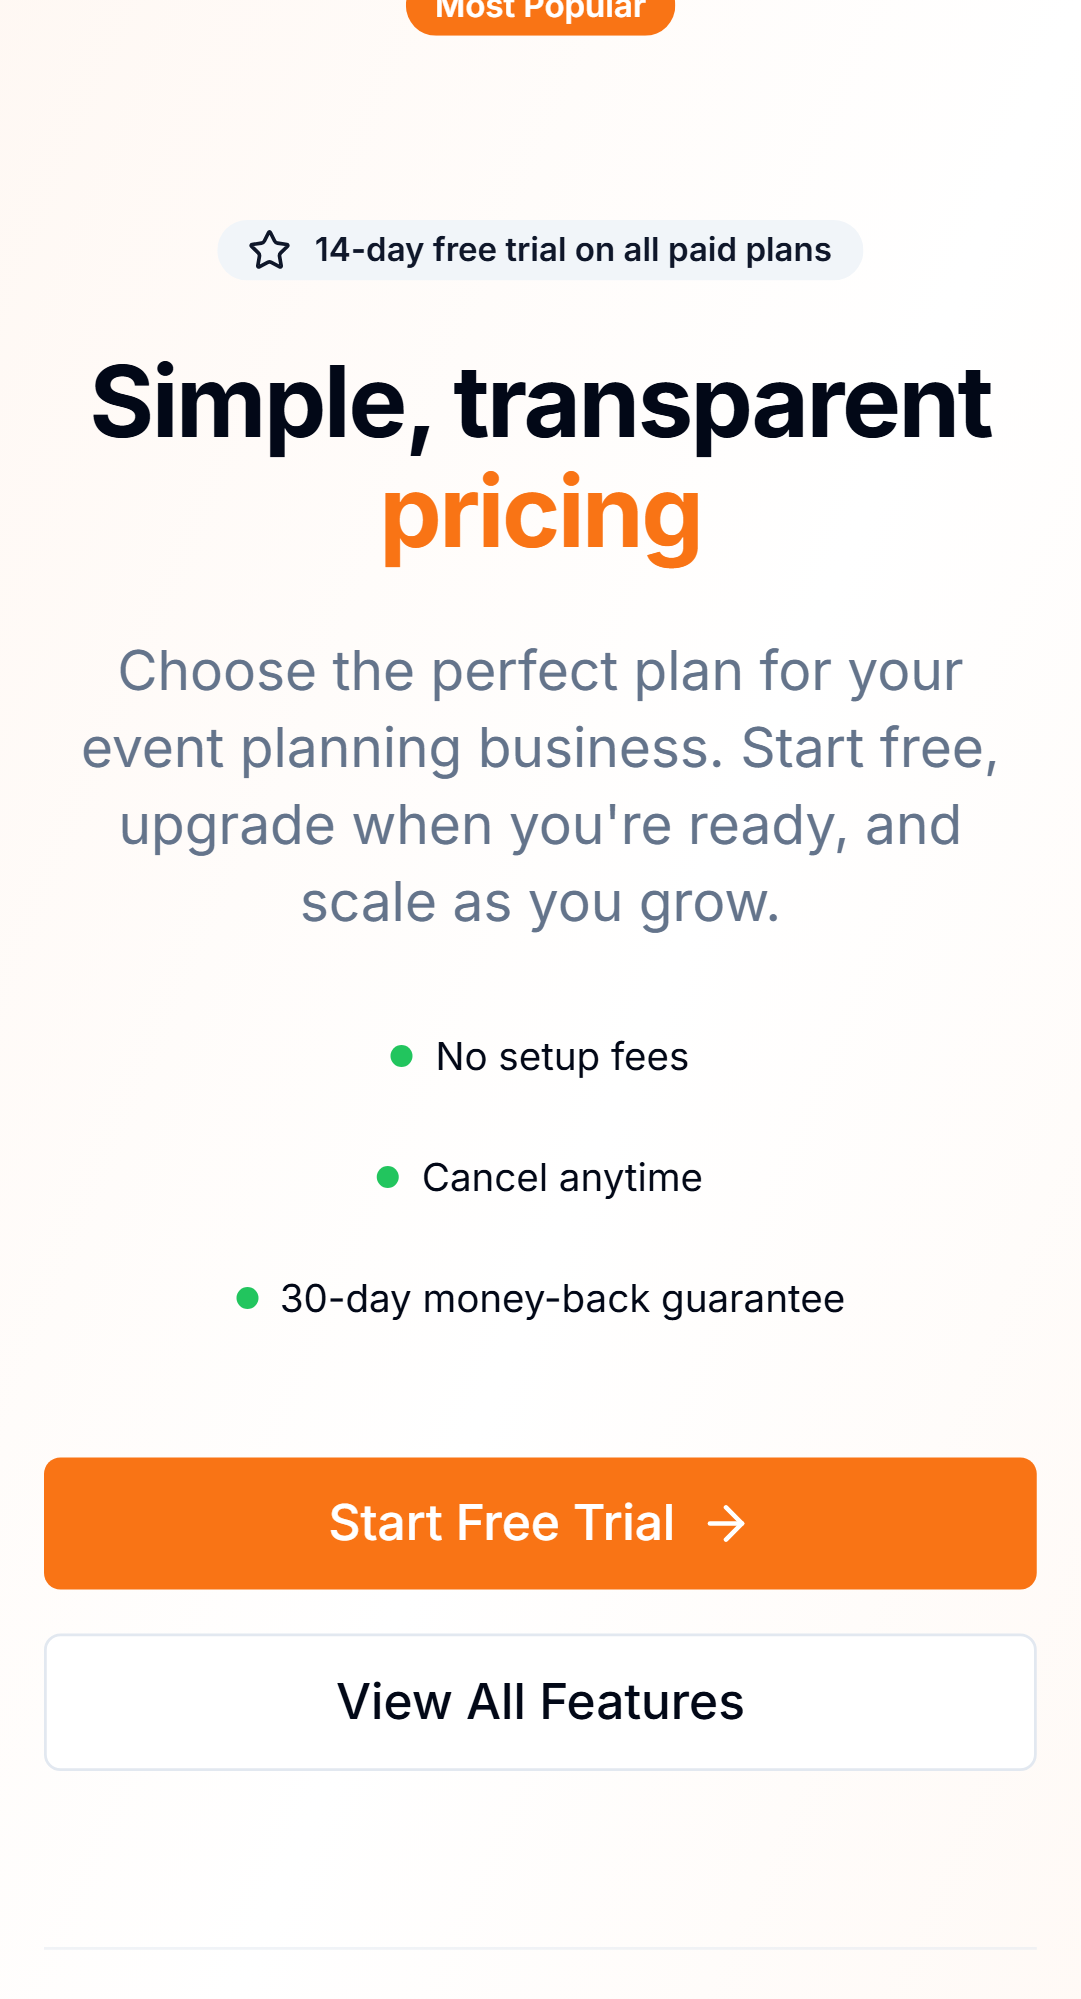 Most Popular
14-day free trial on all paid plans
Simple, transparent
pricing
Choose the perfect plan for your
event planning business. Start free,
upgrade when you're ready, and
scale as you grow.
No setup fees
Cancel anytime
30-day money-back guarantee
Start Free Trial
View All Features